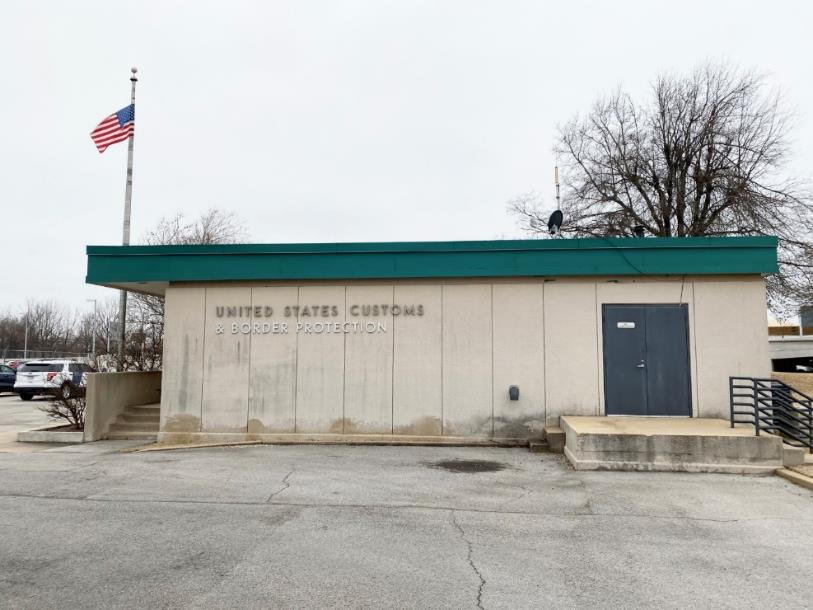 UNITED STATES CUSTOMS
& BORDER PROTECTION